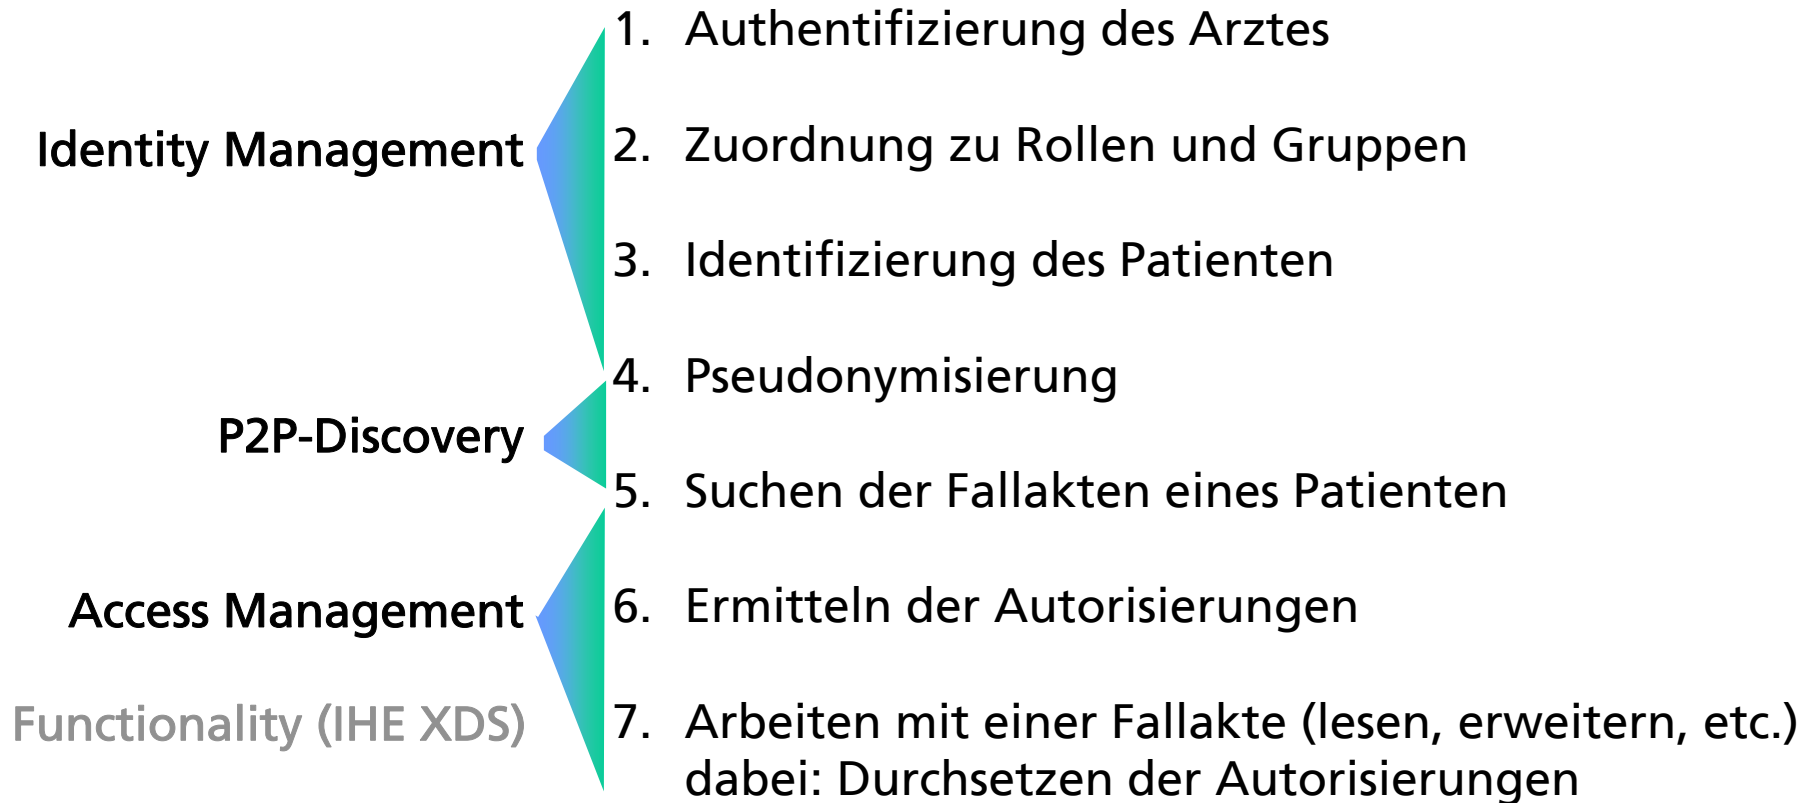 1. Authentifizierung des Arztes
Identity Management
2. Zuordnung zu Rollen und Gruppen
3. Identifizierung des Patienten
4. Pseudonymisierung
P2P-Discovery
5. Suchen der Fallakten eines Patienten
Access Management
6. Ermitteln der Autorisierungen
Functionality (IHE XDS)
7. Arbeiten mit einer Fallakte (lesen, erweitern, etc.)
dabei: Durchsetzen der Autorisierungen